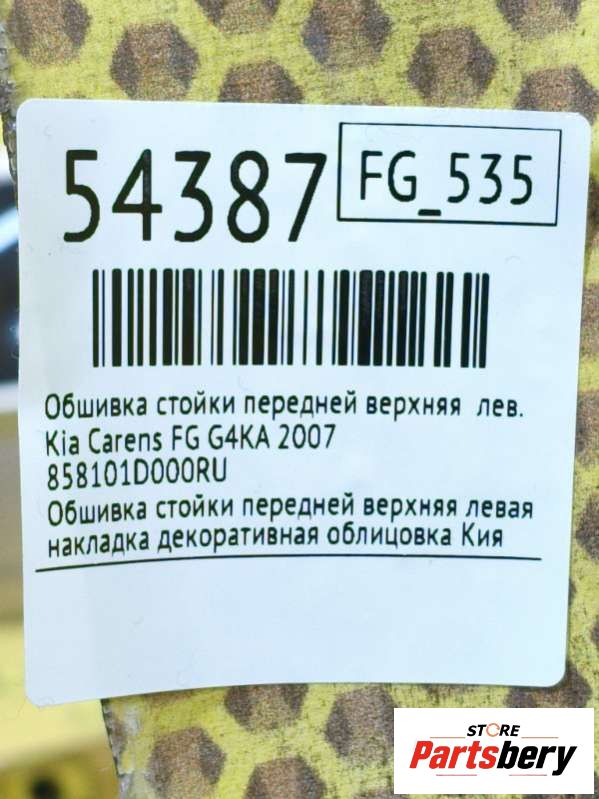 54387
FG_535
Обшивка стойки передней верхняя лев.
Kia Carens FG G4KA 2007
858101D000RU
Обшивка стойки передней верхняя левая
накладка декоративная облицовка Кия
STORE
Partsbery